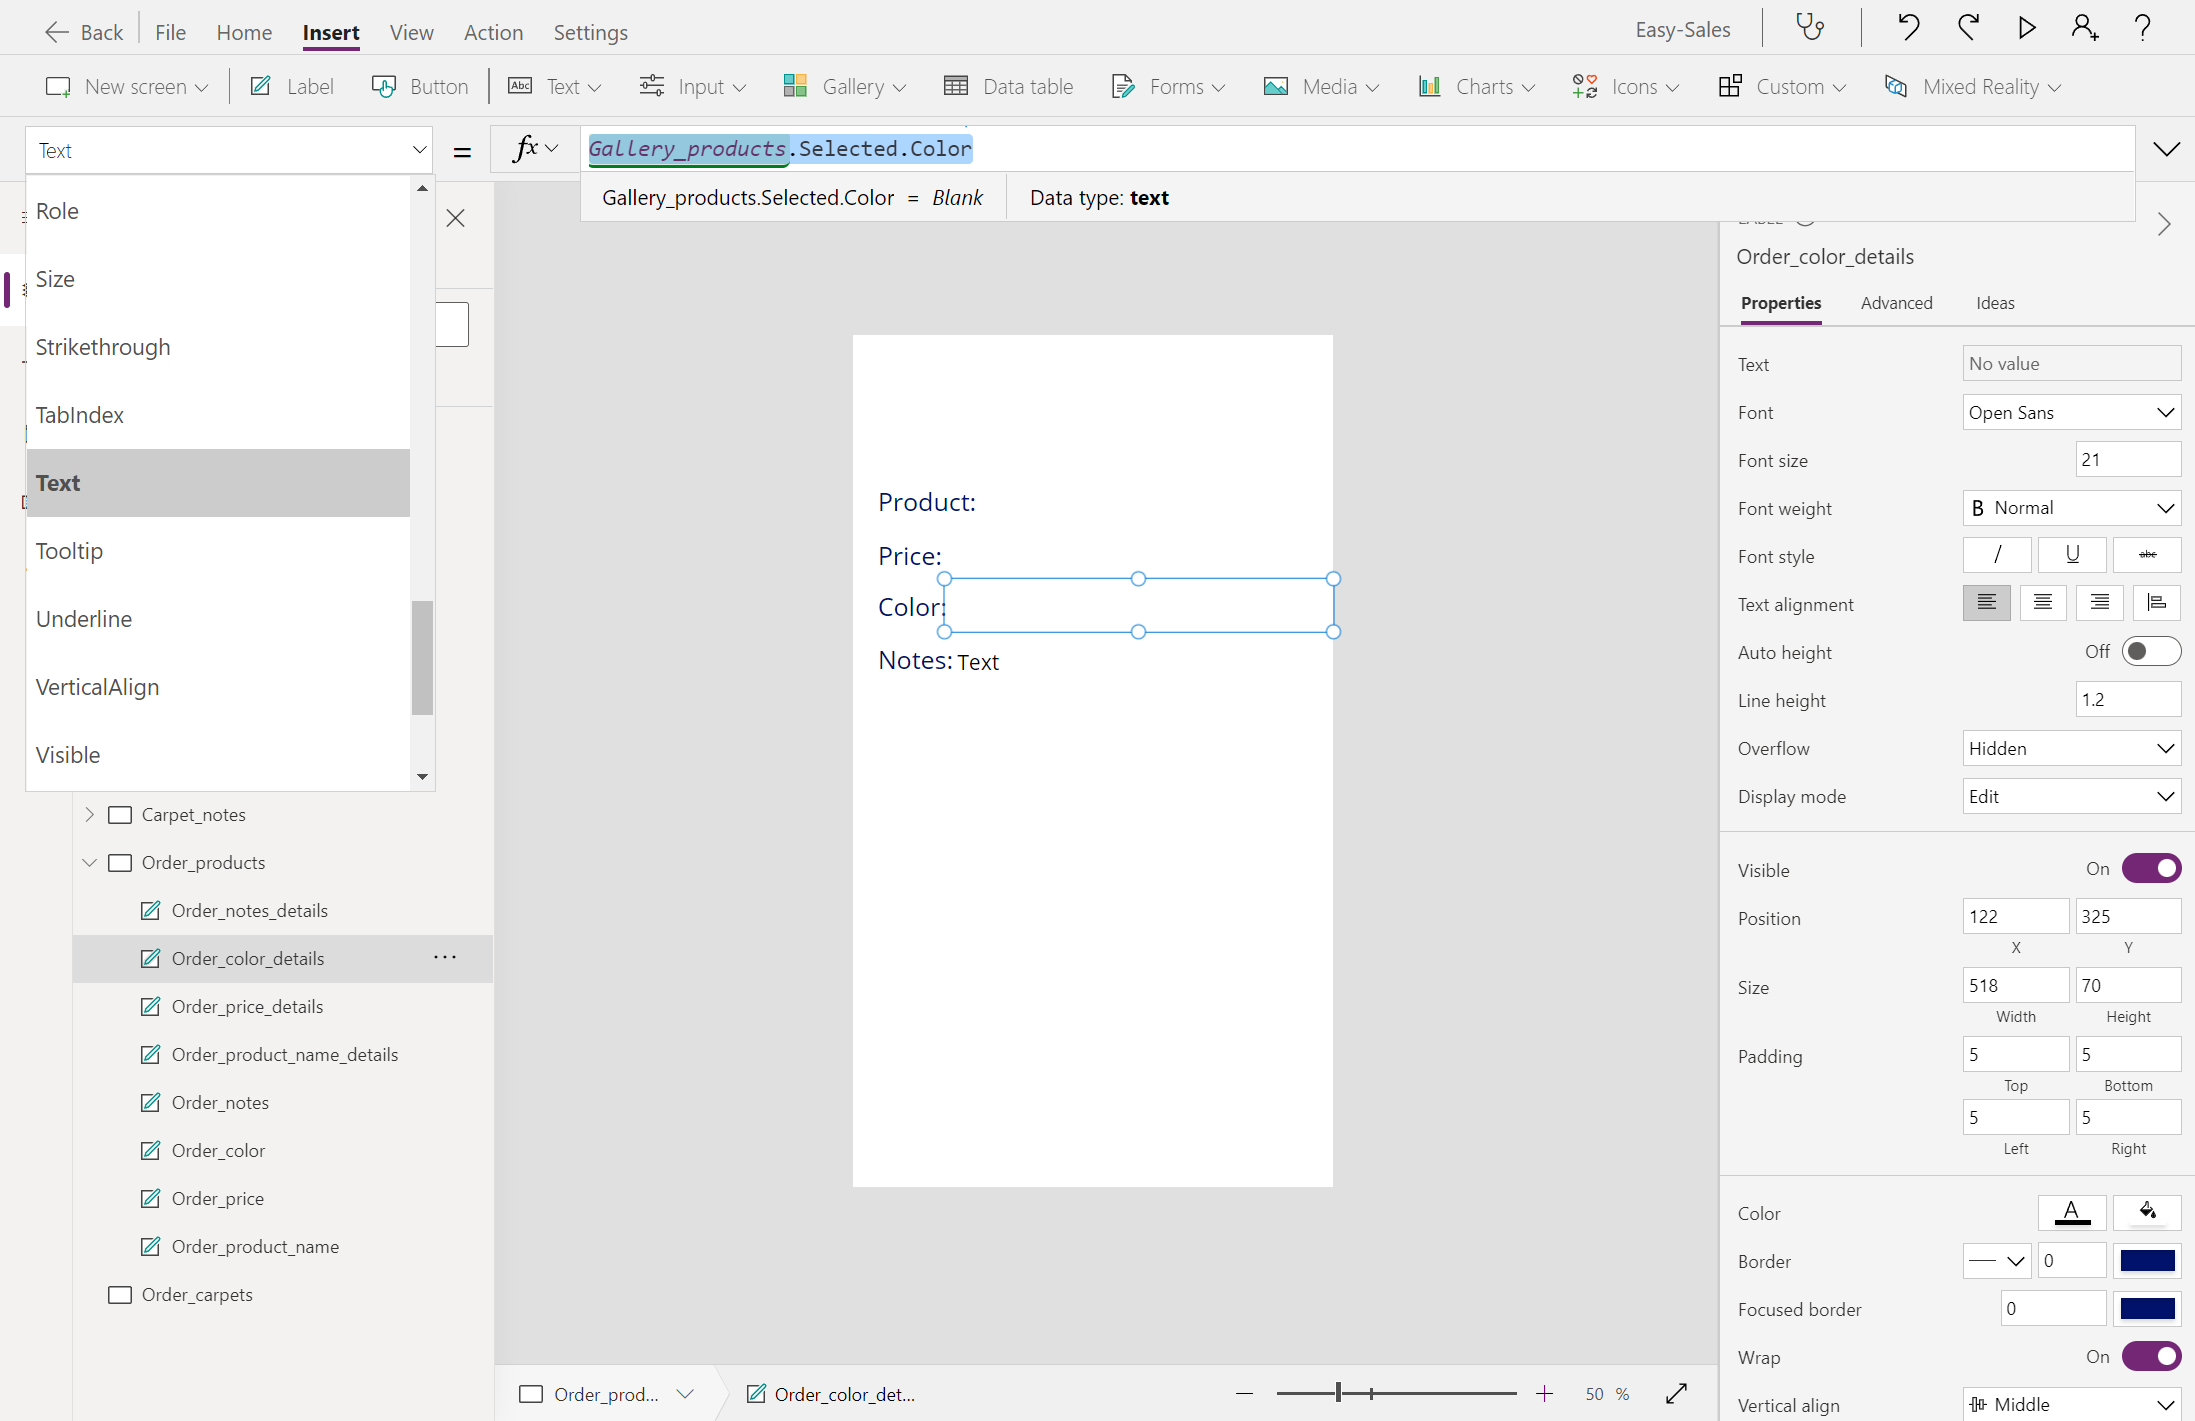 Back File Home Insert View Action Settings Easy-Sales
New screen Label Button Abc Text Input Gallery Data table Forms Media Charts Icons Custom Mixed Reality
Text = fx Gallery_products.Selected.Color
Gallery_products.Selected.Color = Blank Data type: text
Role
Size
Strikethrough
TabIndex
Text
Tooltip
Underline
VerticalAlign
Visible
Carpet_notes
Order_products
Order_notes_details
Order_color_details ...
Order_price_details
Order_product_name_details
Order_notes
Order_color
Order_price
Order_product_name
Order_carpets
Product:
Price:
Color:
Notes: Text
Order_prod... Order_color_det... 50 %
Order_color_details
Properties Advanced Ideas
Text No value
Font Open Sans
Font size 21
Font weight B Normal
Font style / U abc
Text alignment
Auto height Off
Line height 1.2
Overflow Hidden
Display mode Edit
Visible On
Position 122 325
X Y
Size 518 70
Width Height
Padding 5 5
Top Bottom
5 5
Left Right
Color A
Border 0
Focused border 0
Wrap On
Vertical align Middle